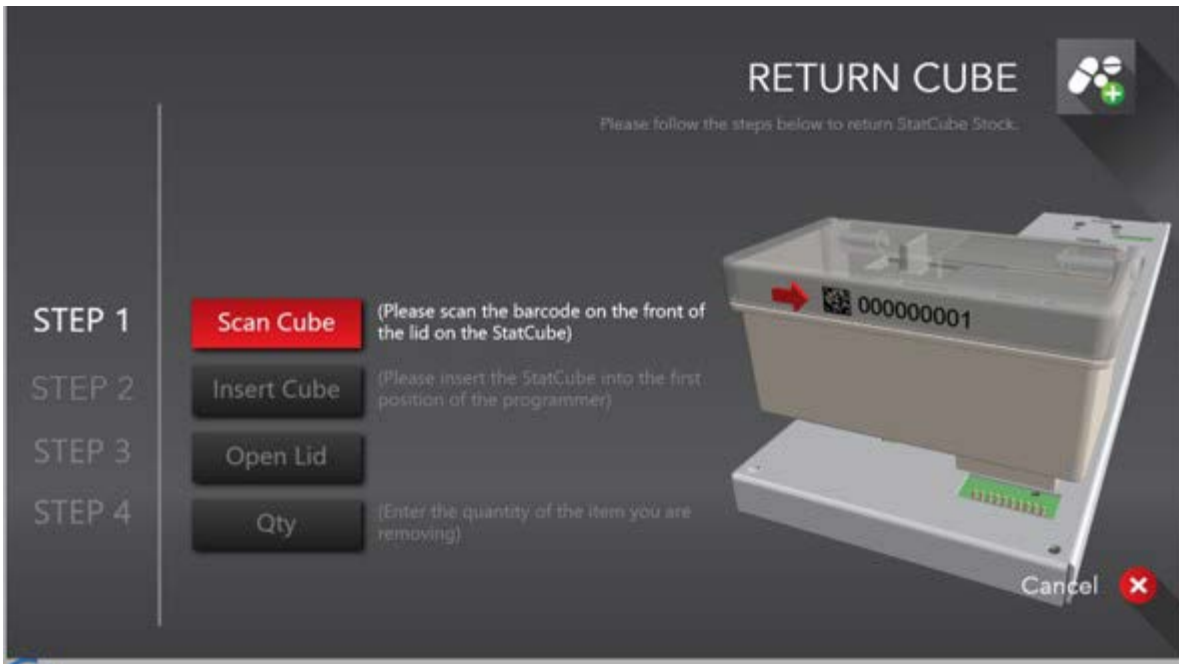 RETURN CUBE
Please follow the steps below to return StatCube Stock.
000000001
STEP 1
Scan Cube
(Please scan the barcode on the front of
the lid on the StatCube)
STEP 2
Insert Cube
(Please insert the StatCube into the first
position of the programmer)
STEP 3
Open Lid
STEP 4
Qty
(Enter the quantity of the item you are
removing)
Cancel